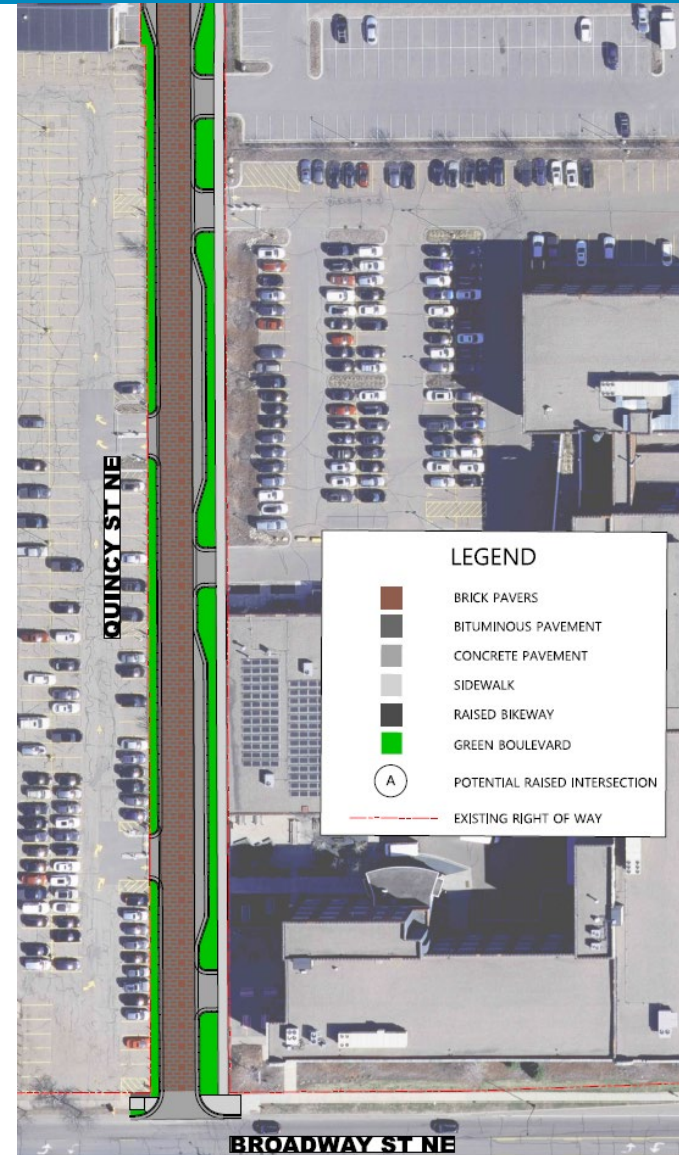 QUINCY ST NE
LEGEND
BRICK PAVERS
BITUMINOUS PAVEMENT
CONCRETE PAVEMENT
SIDEWALK
RAISED BIKEWAY
GREEN BOULEVARD
A POTENTIAL RAISED INTERSECTION
EXISTING RIGHT OF WAY
BROADWAY ST NE